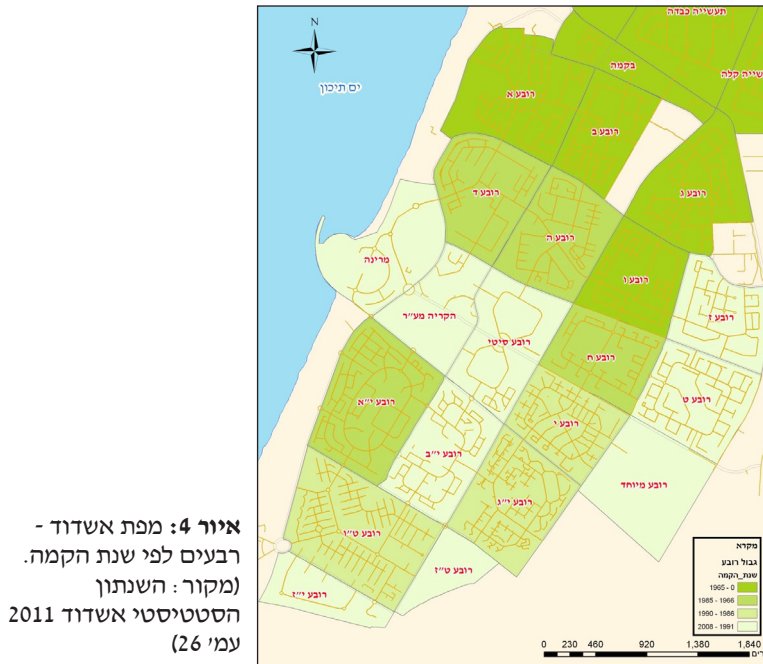 N
ים תיכון
תעשייה כבדה
בקמה
רובע א
רובע ב
רובע ג
רובע ד
רובע ה
רובע ו
רובע ז
מרינה
הקריה מע״ר
רובע סיטי
רובע ח
רובע ט
רובע י״א
רובע י״ב
רובע י
רובע י״ג
רובע מיוחד
רובע ט״ו
רובע ט״ז
רובע י״ז
מקרא
גבול רובע
שנת_הקמה
1965 - 0
1985 - 1966
1990 - 1986
2008 - 1991
0 230 460 920 1,380 1,840
איור 4: מפת אשדוד -
רבעים לפי שנת הקמה.
(מקור: השנתון
הסטטיסטי אשדוד 2011
עמ׳ 26)